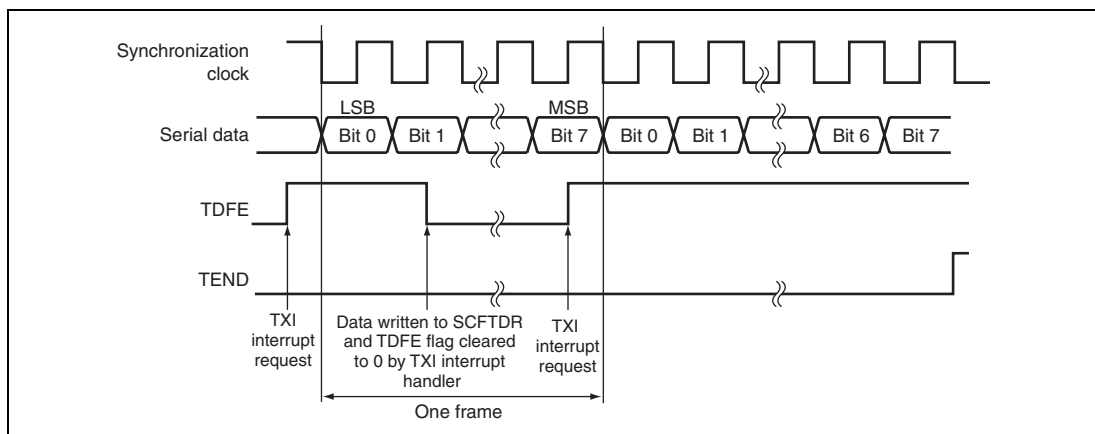 Synchronization
clock
LSB
MSB
Serial data
Bit 0
Bit 1
Bit 7
Bit 0
Bit 1
Bit 6
Bit 7
TDFE
TEND
TXI
interrupt
request
Data written to SCFTDR
and TDFE flag cleared
to 0 by TXI interrupt
handler
TXI
interrupt
request
One frame